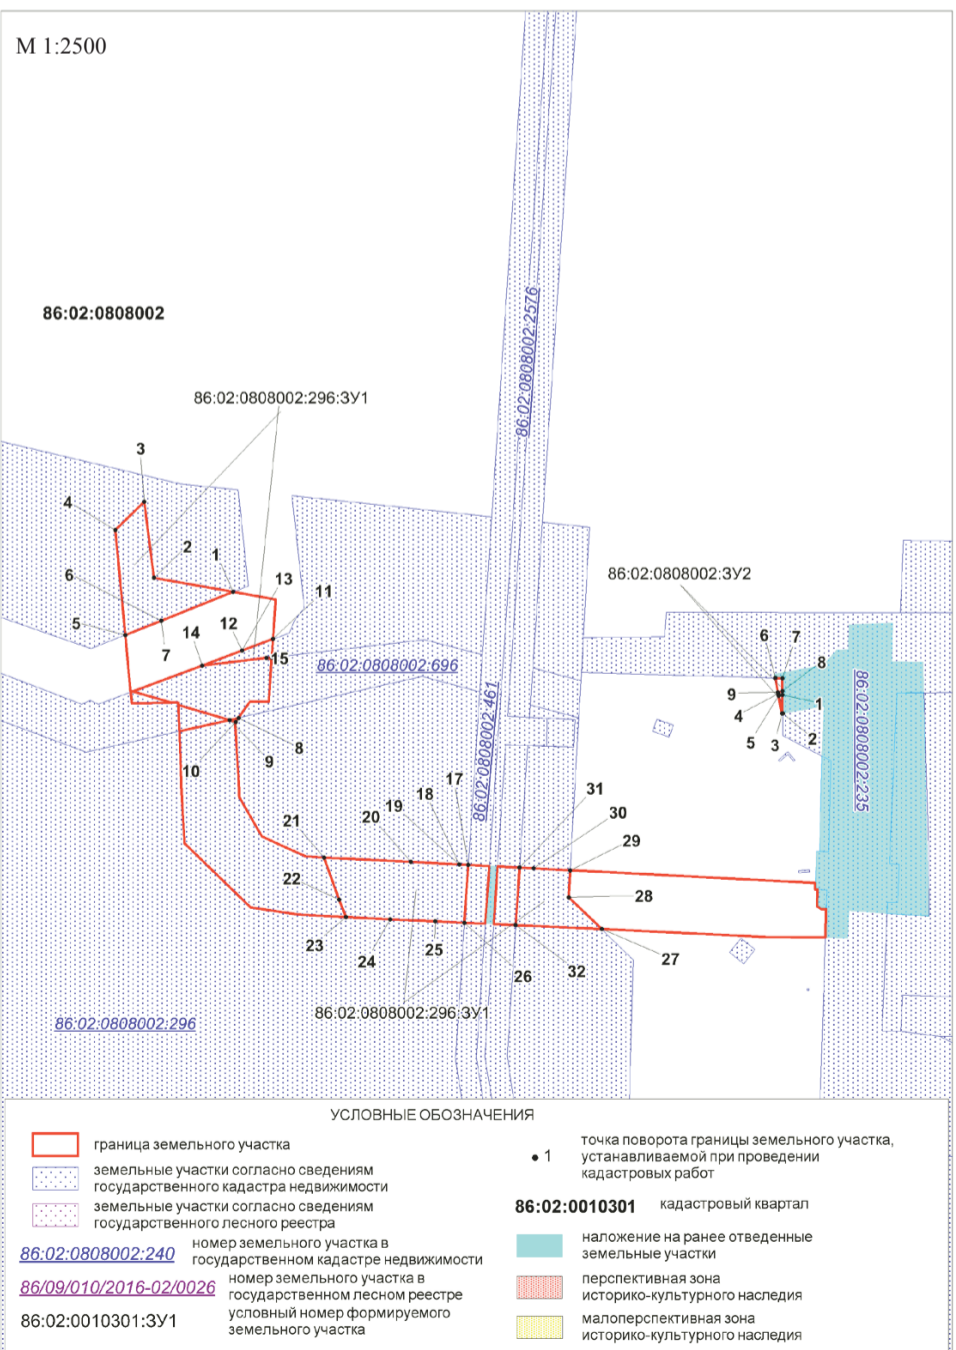 М 1:2500
86:02:0808002:2576
86:02:0808002
86:02:0808002:296:ЗУ1
3
4
2
1
6
13
11
5
12
14
7
15
86:02:0808002:696
86:02:0808002:461
8
9
10
86:02:0808002:ЗУ2
6
7
8
9
4
1
5
3
2
86:02:0808002:235
17
18
19
20
21
31
30
29
22
28
23
24
25
26
32
27
86:02:0808002:296:ЗУ1
86:02:0808002:296
УСЛОВНЫЕ ОБОЗНАЧЕНИЯ
граница земельного участка
земельные участки согласно сведениям
государственного кадастра недвижимости
земельные участки согласно сведениям
государственного лесного реестра
86:02:0808002:240
номер земельного участка в
государственном кадастре недвижимости
86/09/010/2016-02/0026
номер земельного участка в
государственном лесном реестре
86:02:0010301:ЗУ1
условный номер формируемого
земельного участка
1
точка поворота границы земельного участка,
устанавливаемой при проведении
кадастровых работ
86:02:0010301
кадастровый квартал
наложение на ранее отведенные
земельные участки
перспективная зона
историко-культурного наследия
малоперспективная зона
историко-культурного наследия